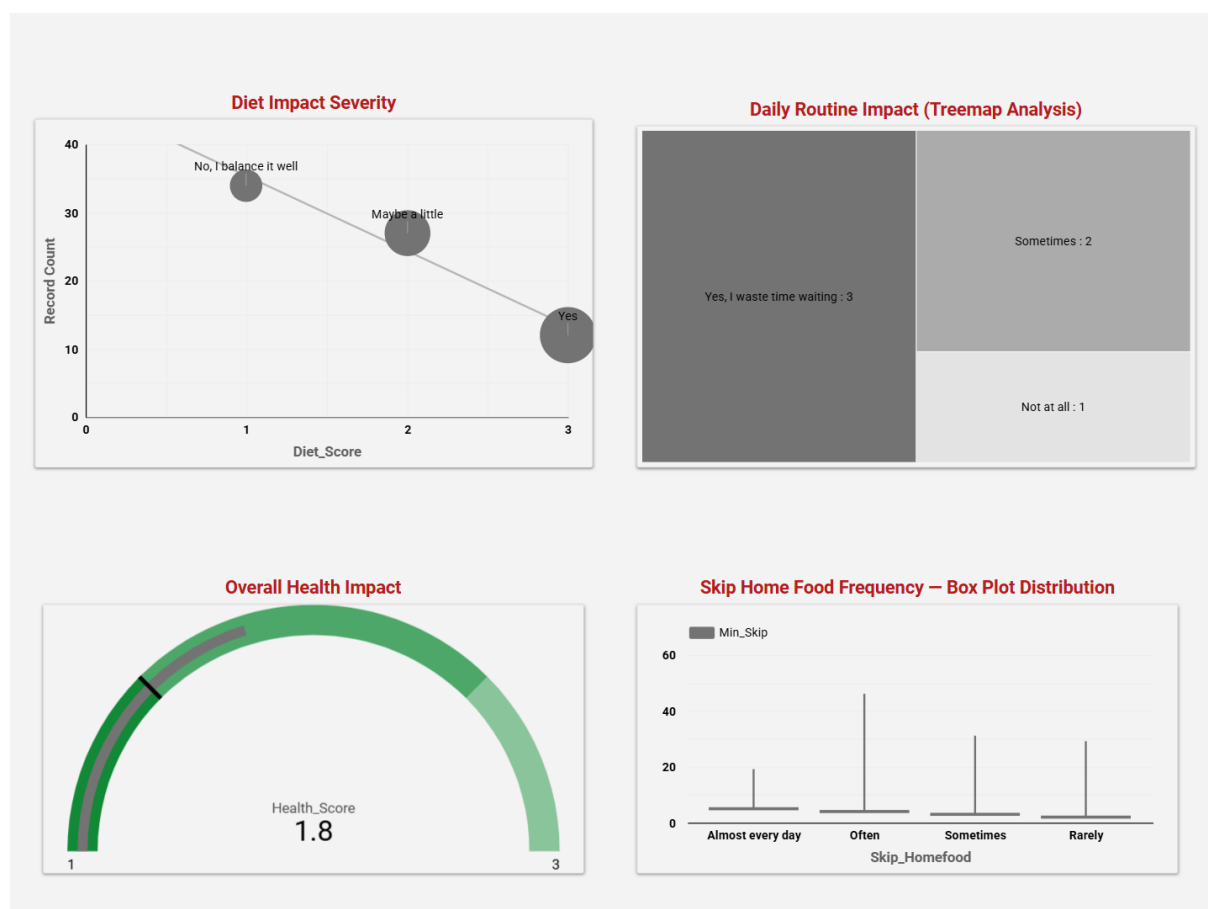 Diet Impact Severity
40
30
20
10
0
Record Count
No, I balance it well
Maybe a little
Yes
0 1 2 3
Diet_Score
Daily Routine Impact (Treemap Analysis)
Yes, I waste time waiting : 3
Sometimes : 2
Not at all : 1
Overall Health Impact
Health_Score
1.8
1 3
Skip Home Food Frequency — Box Plot Distribution
Min_Skip
60
40
20
0
Almost every day Often Sometimes Rarely
Skip_Homefood